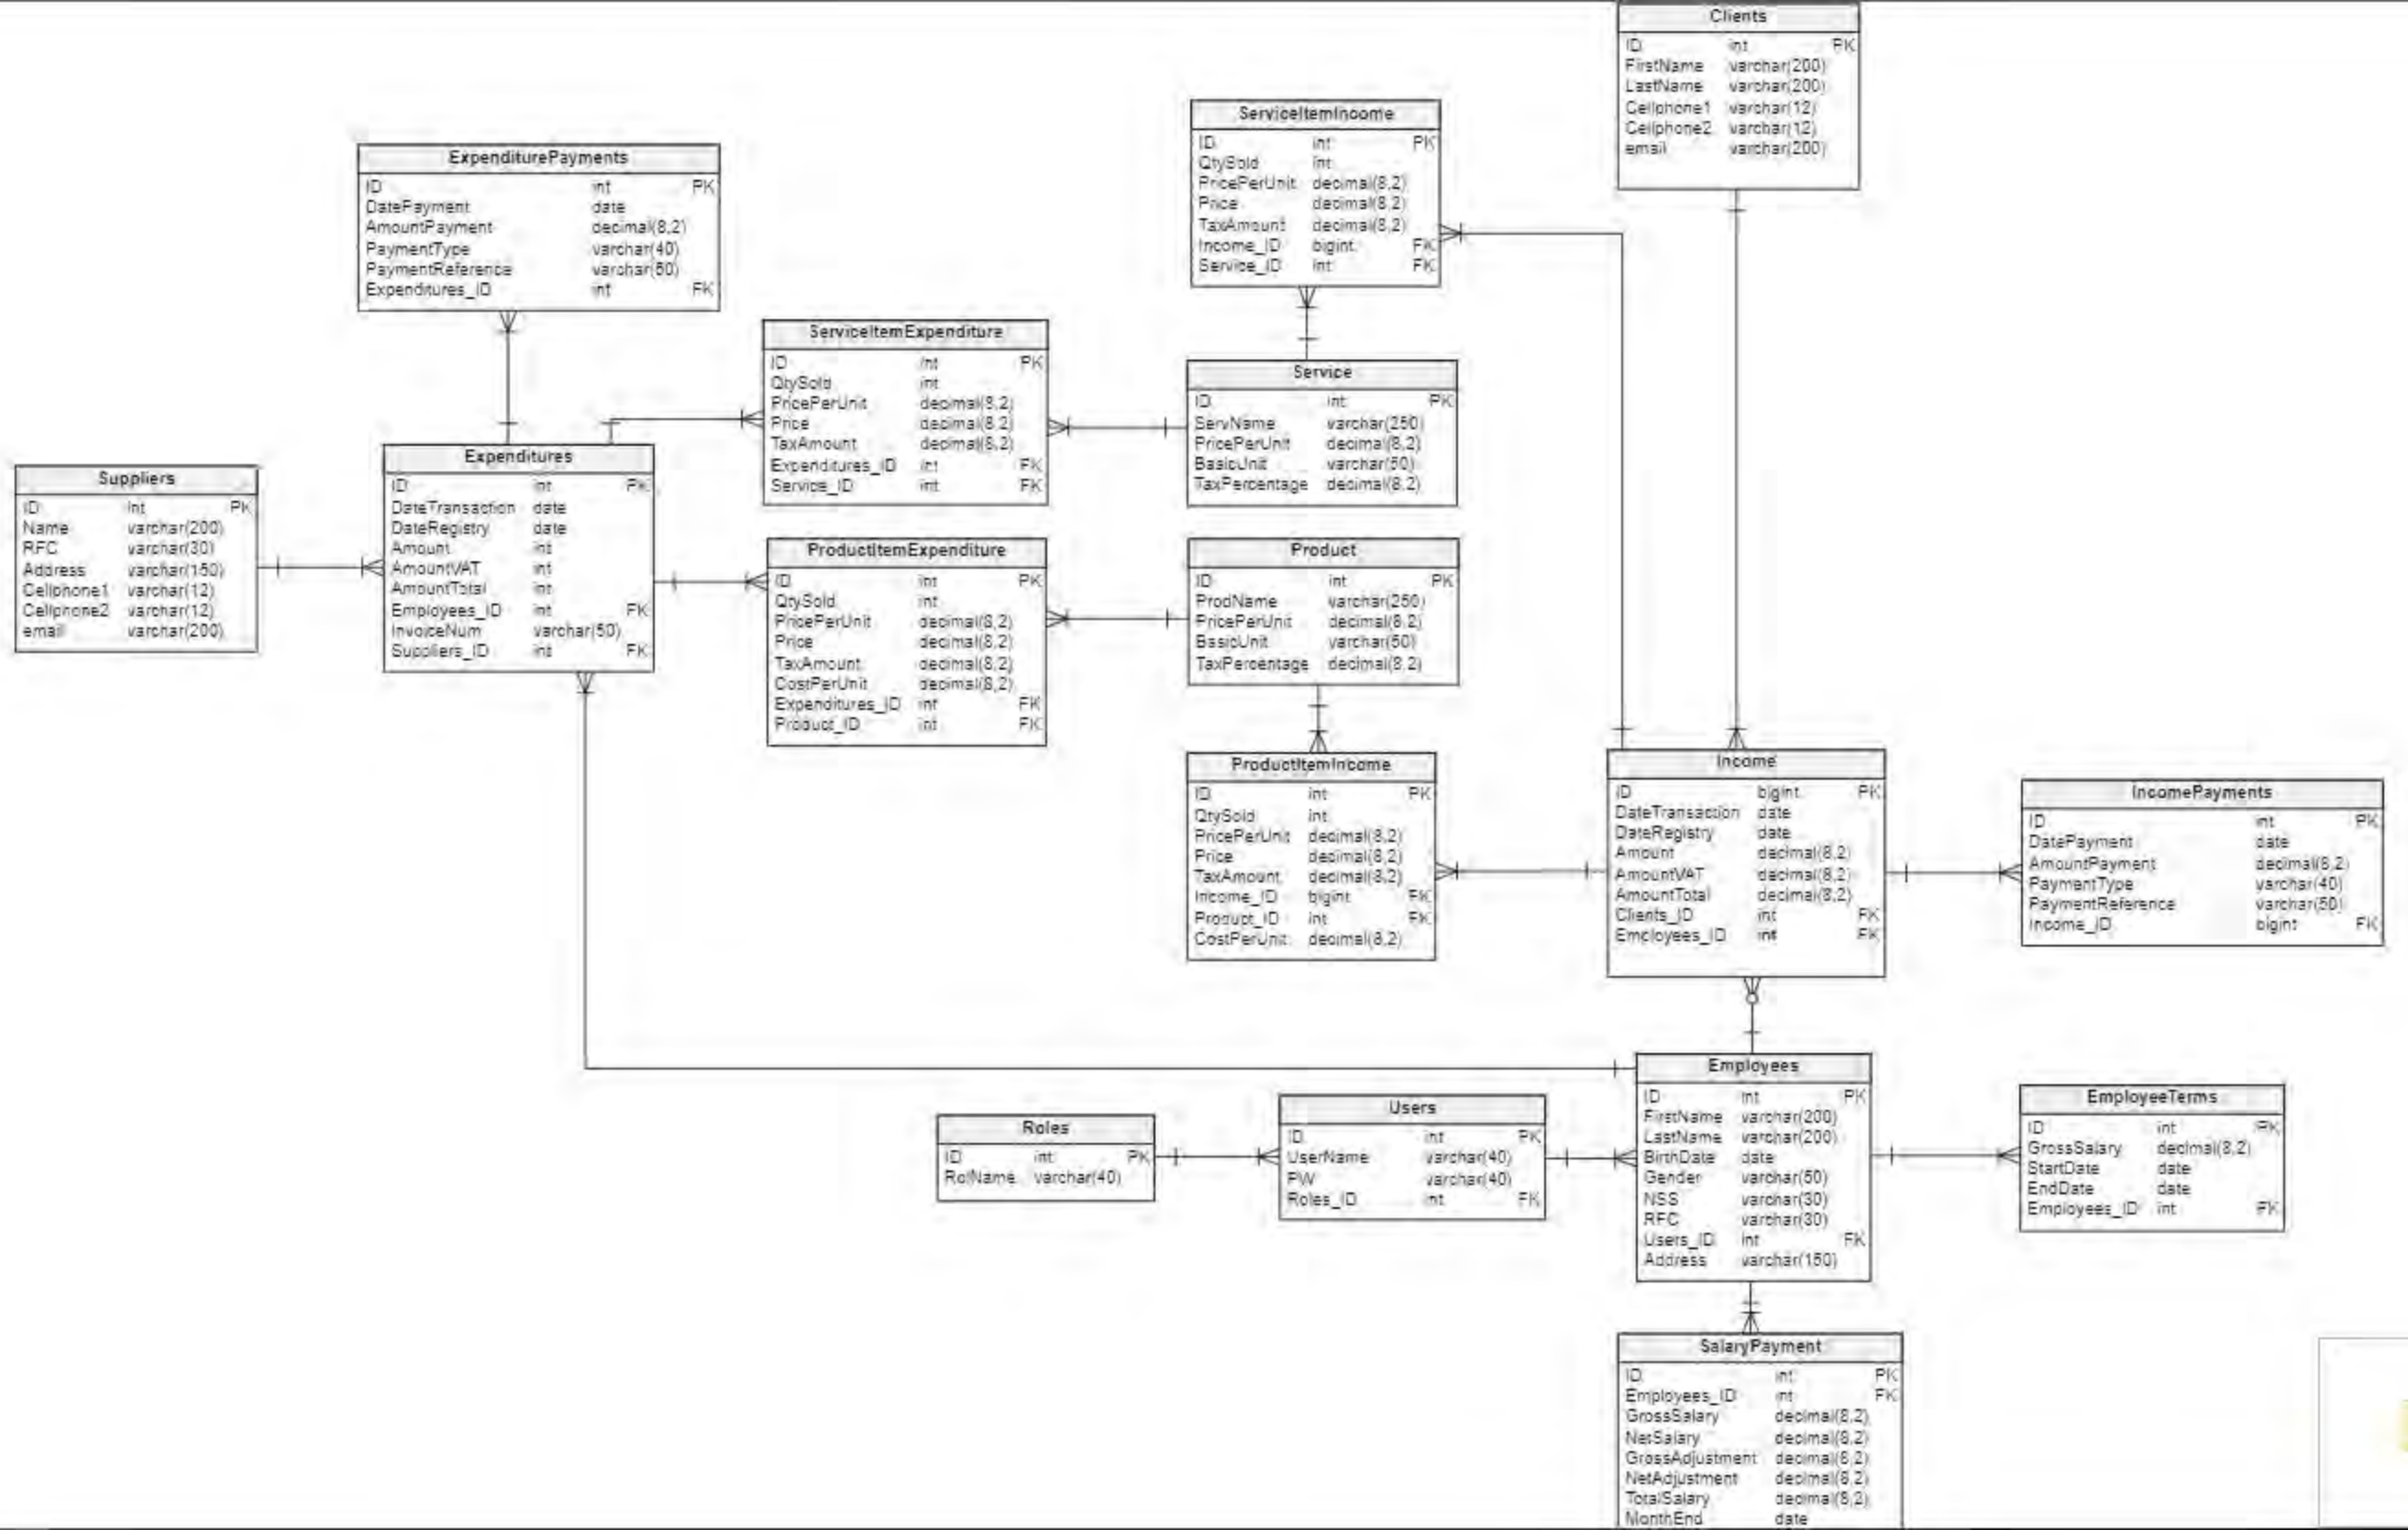 Clients
ID int PK
FirstName varchar(200)
LastName varchar(200)
Cellphone1 varchar(12)
Cellphone2 varchar(12)
email varchar(200)
ServiceItemIncome
ID int PK
QtySold int
PricePerUnit decimal(8,2)
Price decimal(8,2)
TaxAmount decimal(8,2)
Income_ID bigint FK
Service_ID int FK
ExpenditurePayments
ID int PK
DatePayment date
AmountPayment decimal(8,2)
PaymentType varchar(40)
PaymentReference varchar(50)
Expenditures_ID int FK
ServiceItemExpenditure
ID int PK
QtySold int
PricePerUnit decimal(8,2)
Price decimal(8,2)
TaxAmount decimal(8,2)
Expenditures_ID int FK
Service_ID int FK
Service
ID int PK
ServName varchar(250)
PricePerUnit decimal(8,2)
BasicUnit varchar(50)
TaxPercentage decimal(8,2)
Suppliers
ID int PK
Name varchar(200)
RFC varchar(30)
Address varchar(150)
Cellphone1 varchar(12)
Cellphone2 varchar(12)
email varchar(200)
Expenditures
ID int PK
DateTransaction date
DateRegistry date
Amount int
AmountVAT int
AmountTotal int
Employees_ID int FK
InvoiceNum varchar(50)
Suppliers_ID int FK
ProductItemExpenditure
ID int PK
QtySold int
PricePerUnit decimal(8,2)
Price decimal(8,2)
TaxAmount decimal(8,2)
CostPerUnit decimal(8,2)
Expenditures_ID int FK
Product_ID int FK
Product
ID int PK
ProdName varchar(250)
PricePerUnit decimal(8,2)
BasicUnit varchar(50)
TaxPercentage decimal(8,2)
ProductItemIncome
ID int PK
QtySold int
PricePerUnit decimal(8,2)
Price decimal(8,2)
TaxAmount decimal(8,2)
Income_ID bigint FK
Product_ID int FK
CostPerUnit decimal(8,2)
Income
ID bigint PK
DateTransaction date
DateRegistry date
Amount decimal(8,2)
AmountVAT decimal(8,2)
AmountTotal decimal(8,2)
Clients_ID int FK
Employees_ID int FK
IncomePayments
ID int PK
DatePayment date
AmountPayment decimal(8,2)
PaymentType varchar(40)
PaymentReference varchar(50)
Income_ID bigint FK
Roles
ID int PK
RolName varchar(40)
Users
ID int PK
UserName varchar(40)
PW varchar(40)
Roles_ID int FK
Employees
ID int PK
FirstName varchar(200)
LastName varchar(200)
BirthDate date
Gender varchar(50)
NSS varchar(30)
RFC varchar(30)
Users_ID int FK
Address varchar(150)
EmployeeTerms
ID int PK
GrossSalary decimal(8,2)
StartDate date
EndDate date
Employees_ID int FK
SalaryPayment
ID int PK
Employees_ID int FK
GrossSalary decimal(8,2)
NetSalary decimal(8,2)
GrossAdjustment decimal(8,2)
NetAdjustment decimal(8,2)
TotalSalary decimal(8,2)
MonthEnd date